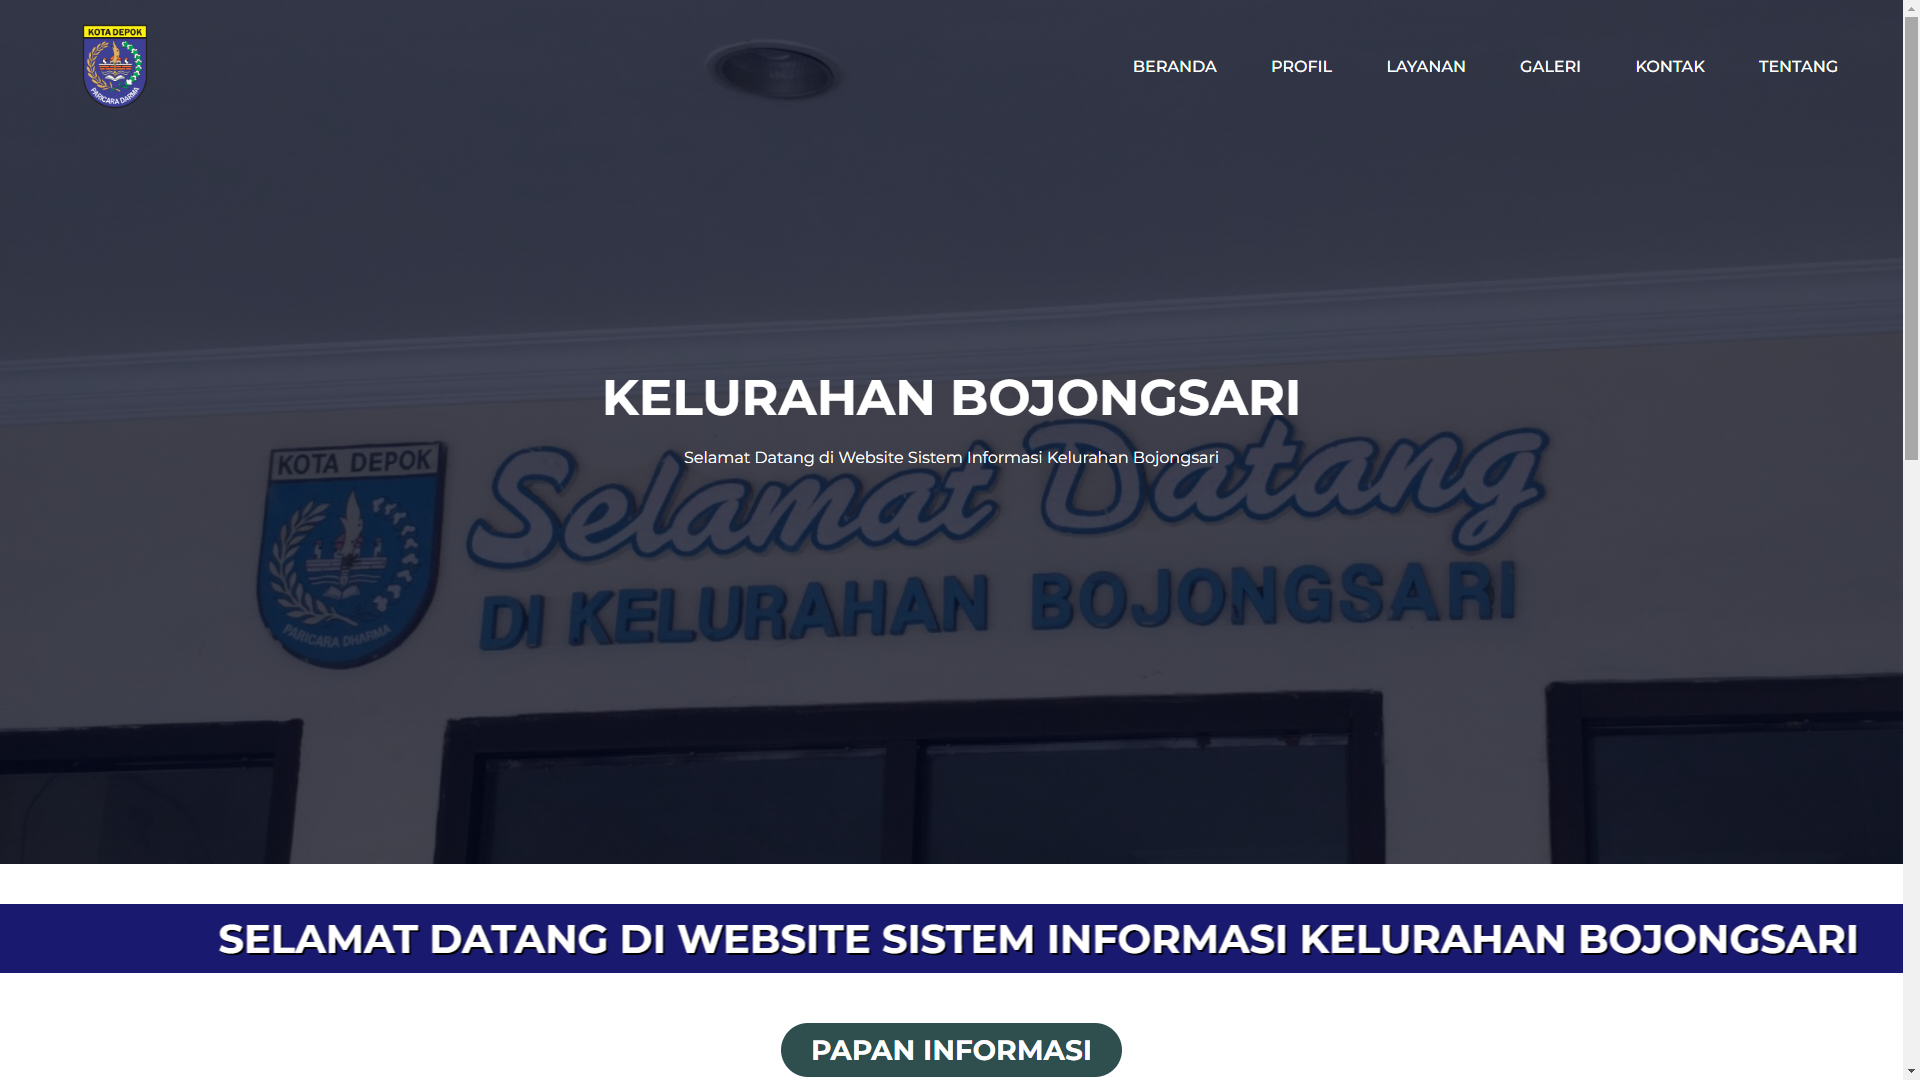 KOTA DEPOK
PARICARA DARMA
BERANDA
PROFIL
LAYANAN
GALERI
KONTAK
TENTANG
KELURAHAN BOJONGSARI
Selamat Datang di Website Sistem Informasi Kelurahan Bojongsari
KOTA DEPOK
PARICARA DHARMA
Selamat Datang
DI KELURAHAN BOJONGSARI
SELAMAT DATANG DI WEBSITE SISTEM INFORMASI KELURAHAN BOJONGSARI
PAPAN INFORMASI